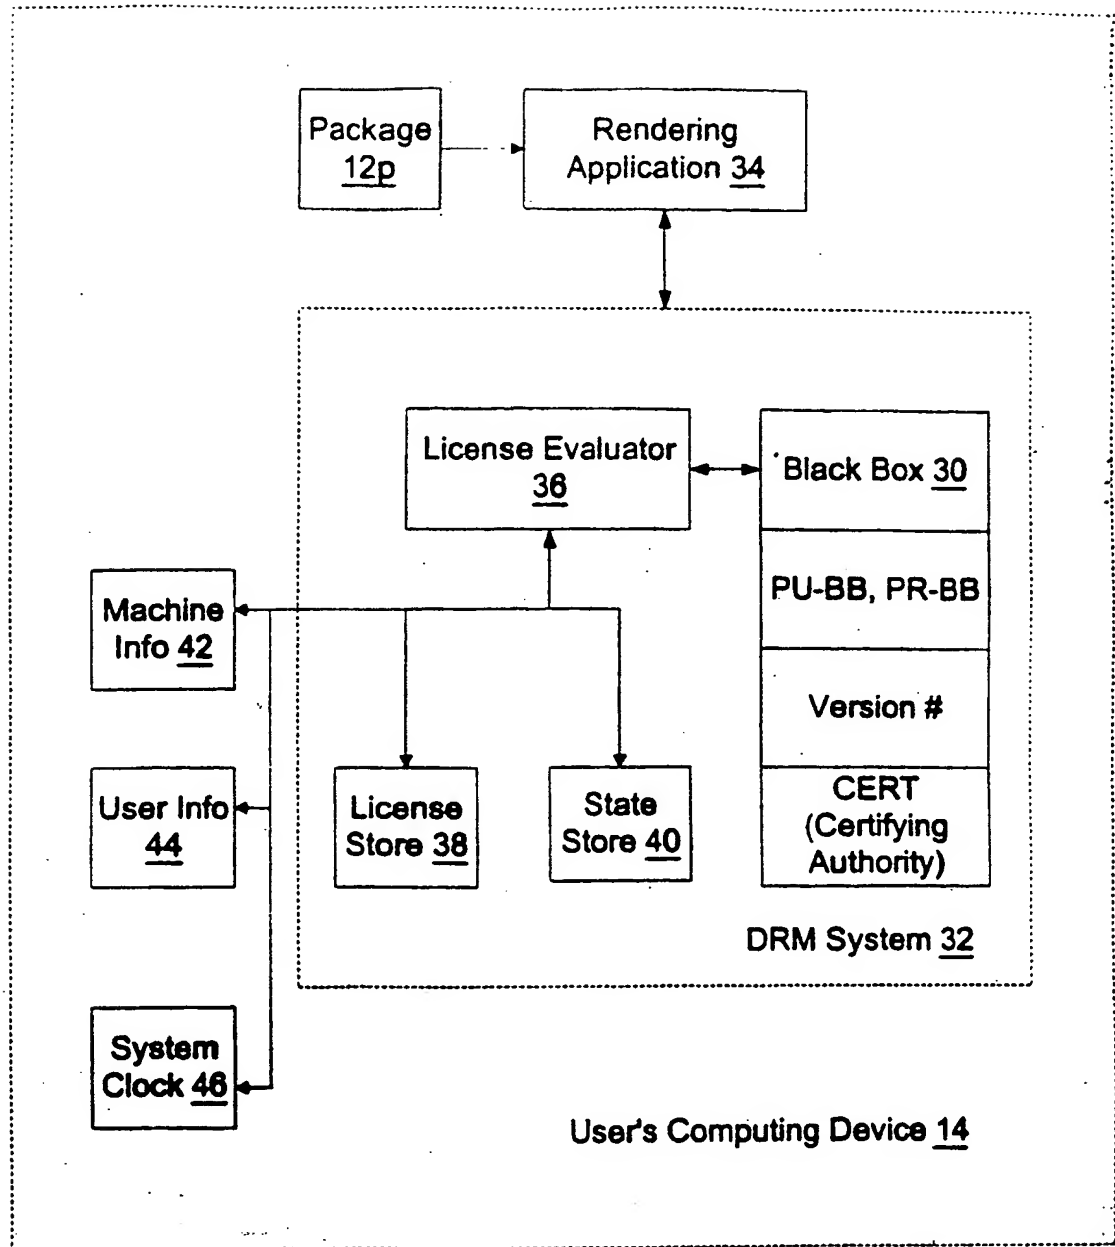 Package
12p
Rendering
Application 34
License Evaluator
36
Black Box 30
PU-BB, PR-BB
Version #
CERT
(Certifying
Authority)
Machine
Info 42
User Info
44
License
Store 38
State
Store 40
DRM System 32
System
Clock 46
User's Computing Device 14